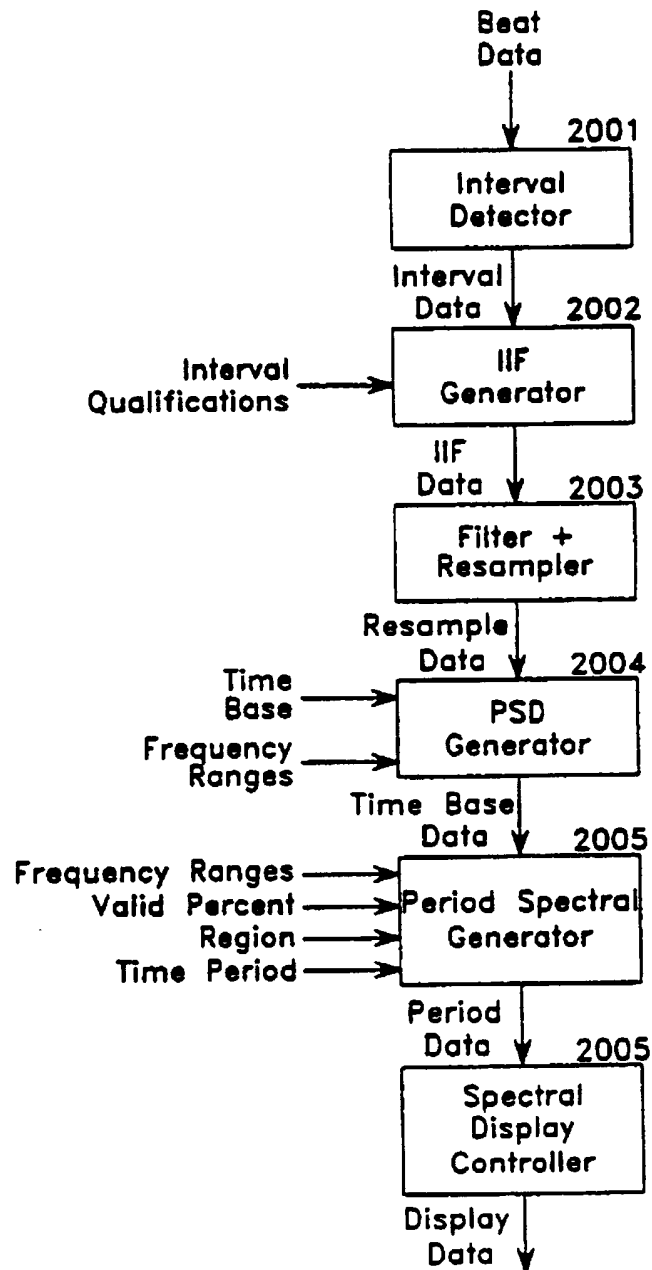 Beat
Data
2001
Interval
Detector
Interval
Data
2002
Interval
Qualifications
IIF
Generator
IIF
Data
2003
Filter +
Resampler
Resample
Data
2004
Time
Base
Frequency
Ranges
PSD
Generator
Time Base
Data
2005
Frequency Ranges
Valid Percent
Region
Time Period
Period Spectral
Generator
Period
Data
2005
Spectral
Display
Controller
Display
Data